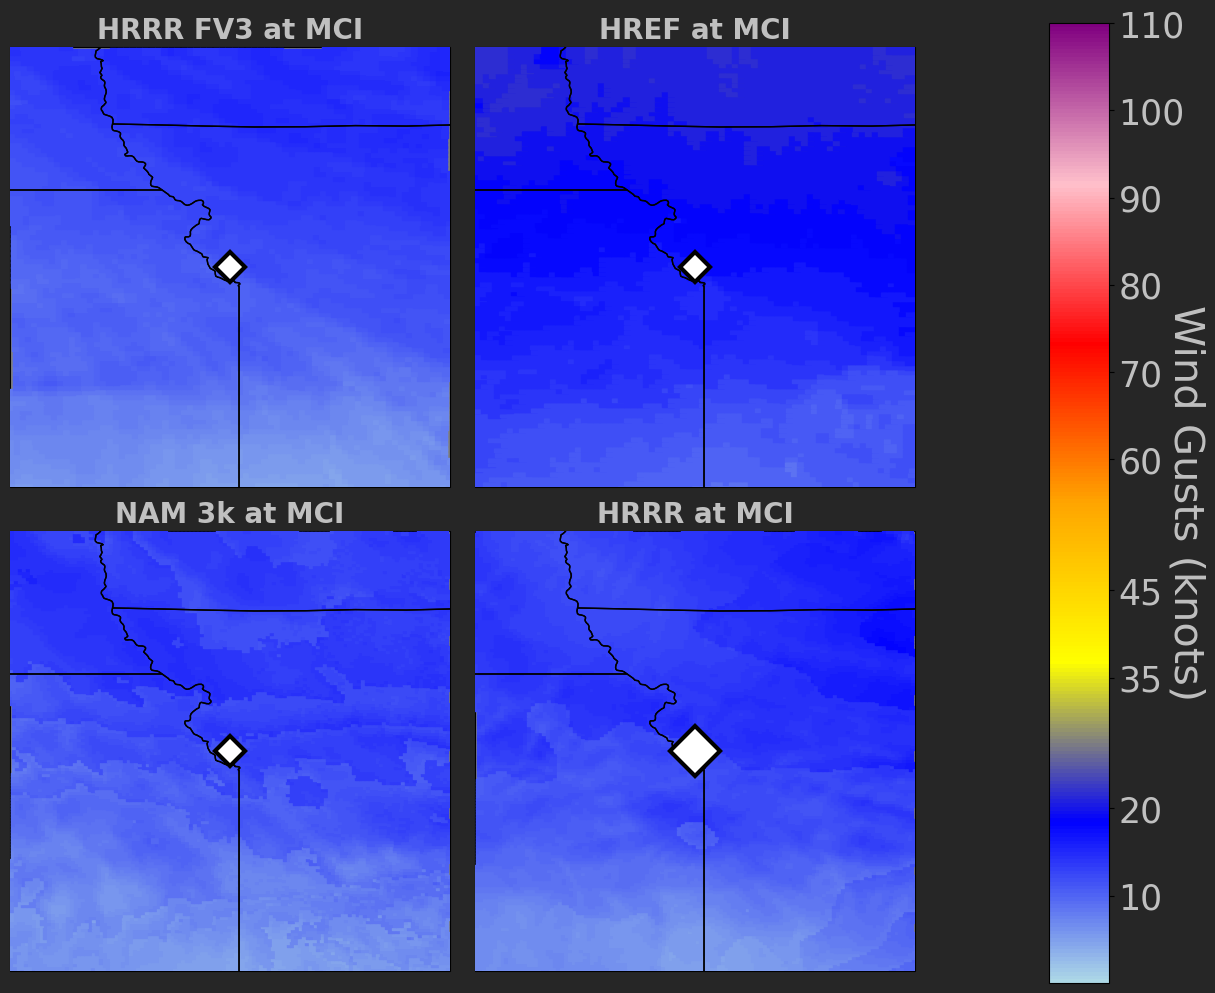 HRRR FV3 at MCI
HREF at MCI
NAM 3k at MCI
HRRR at MCI
110
100
90
80
70
60
45
35
20
10
Wind Gusts (knots)